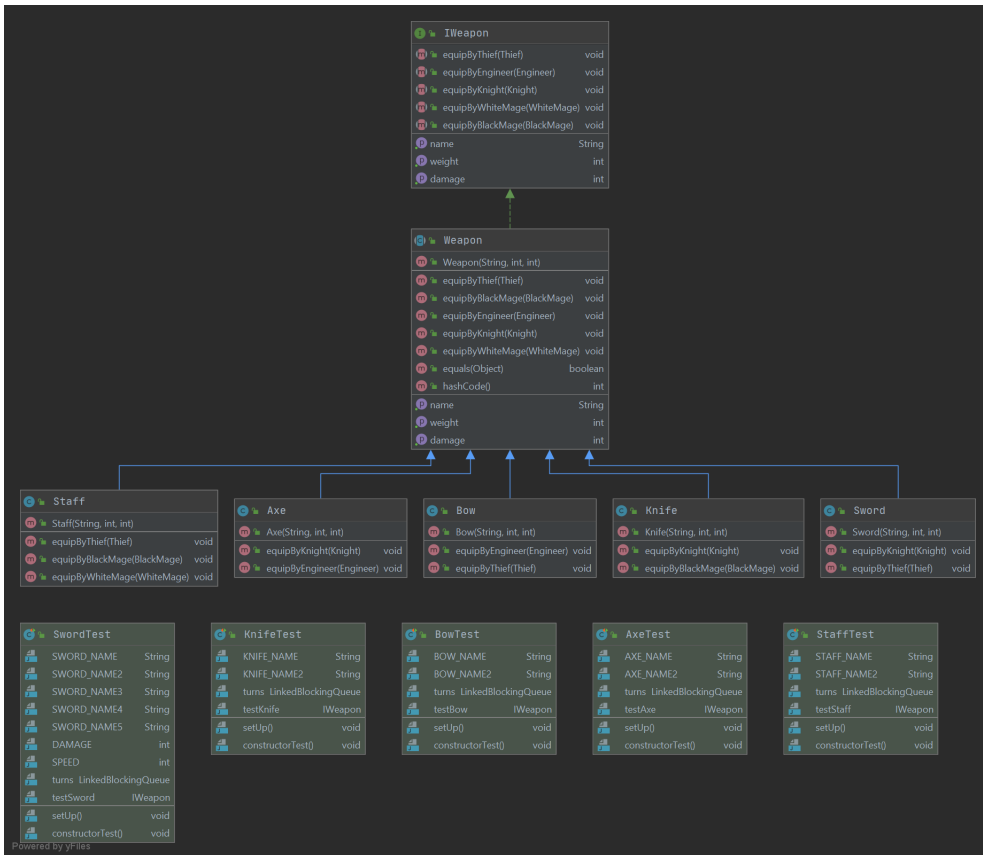 IWeapon
equipByThief(Thief) void
equipByEngineer(Engineer) void
equipByKnight(Knight) void
equipByWhiteMage(WhiteMage) void
equipByBlackMage(BlackMage) void
name String
weight int
damage int
Weapon
Weapon(String, int, int)
equipByThief(Thief) void
equipByBlackMage(BlackMage) void
equipByEngineer(Engineer) void
equipByKnight(Knight) void
equipByWhiteMage(WhiteMage) void
equals(Object) boolean
hashCode() int
name String
weight int
damage int
Staff
Staff(String, int, int)
equipByThief(Thief) void
equipByBlackMage(BlackMage) void
equipByWhiteMage(WhiteMage) void
Axe
Axe(String, int, int)
equipByKnight(Knight) void
equipByEngineer(Engineer) void
Bow
Bow(String, int, int)
equipByEngineer(Engineer) void
equipByThief(Thief) void
Knife
Knife(String, int, int)
equipByKnight(Knight) void
equipByBlackMage(BlackMage) void
Sword
Sword(String, int, int)
equipByKnight(Knight) void
equipByThief(Thief) void
SwordTest
SWORD_NAME String
SWORD_NAME2 String
SWORD_NAME3 String
SWORD_NAME4 String
SWORD_NAME5 String
DAMAGE int
SPEED int
turns LinkedBlockingQueue
testSword IWeapon
setUp() void
constructorTest() void
KnifeTest
KNIFE_NAME String
KNIFE_NAME2 String
turns LinkedBlockingQueue
testKnife IWeapon
setUp() void
constructorTest() void
BowTest
BOW_NAME String
BOW_NAME2 String
turns LinkedBlockingQueue
testBow IWeapon
setUp() void
constructorTest() void
AxeTest
AXE_NAME String
AXE_NAME2 String
turns LinkedBlockingQueue
testAxe IWeapon
setUp() void
constructorTest() void
StaffTest
STAFF_NAME String
STAFF_NAME2 String
turns LinkedBlockingQueue
testStaff IWeapon
setUp() void
constructorTest() void
Powered by yFiles